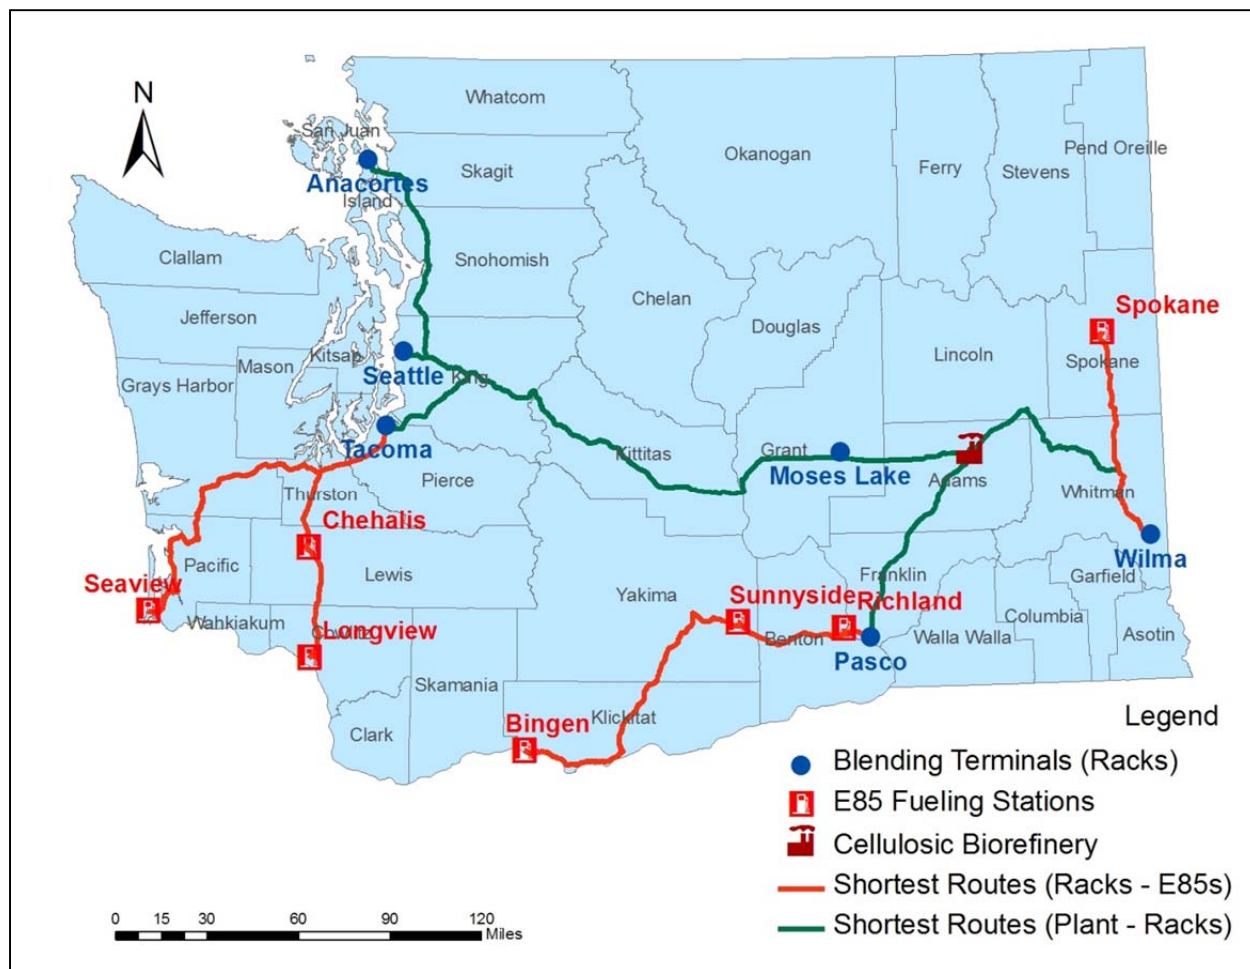 N
Whatcom
San Juan
Okanogan
Pend Oreille
Ferry
Stevens
Skagit
Anacortes
Island
Clallam
Snohomish
Chelan
Spokane
Jefferson
Douglas
Kitsap
Lincoln
Spokane
Mason
Seattle
King
Grays Harbor
Tacoma
Kittitas
Grant
Moses Lake
Adams
Pierce
Thurston
Whitman
Chehalis
Wilma
Pacific
Lewis
Franklin
Garfield
Seaview
Yakima
Sunnyside
Richland
Columbia
Wahkiakum
Longview
Cowlitz
Benton
Walla Walla
Asotin
Pasco
Skamania
Bingen
Klickitat
Clark
Legend
Blending Terminals (Racks)
E85 Fueling Stations
Cellulosic Biorefinery
Shortest Routes (Racks - E85s)
Shortest Routes (Plant - Racks)
0 15 30 60 90 120
Miles